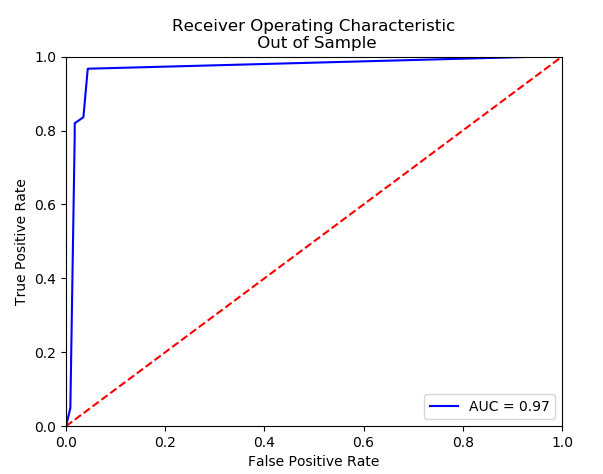 Receiver Operating Characteristic
Out of Sample
True Positive Rate
1.0
0.8
0.6
0.4
0.2
0.0
AUC = 0.97
0.0 0.2 0.4 0.6 0.8 1.0
False Positive Rate